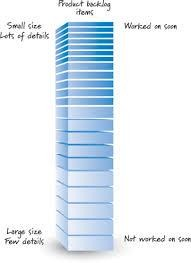 Product backlog
items
Small size
Lots of details
Worked on soon
Large size
Few details
Not worked on soon